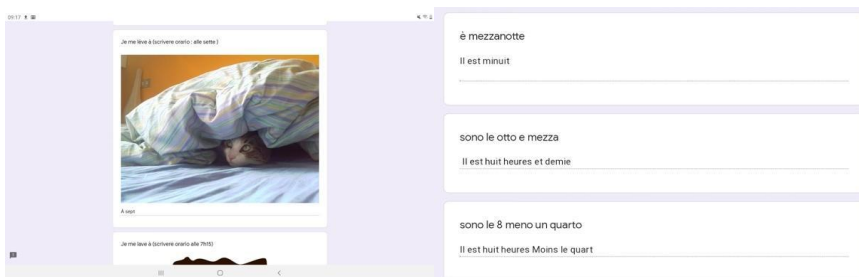 09:17
Je me lève à (scrivere orario : alle sette )
À sept
Je me lave à (scrivere orario alle 7h15)
è mezzanotte
Il est minuit
sono le otto e mezza
Il est huit heures et demie
sono le 8 meno un quarto
Il est huit heures Moins le quart